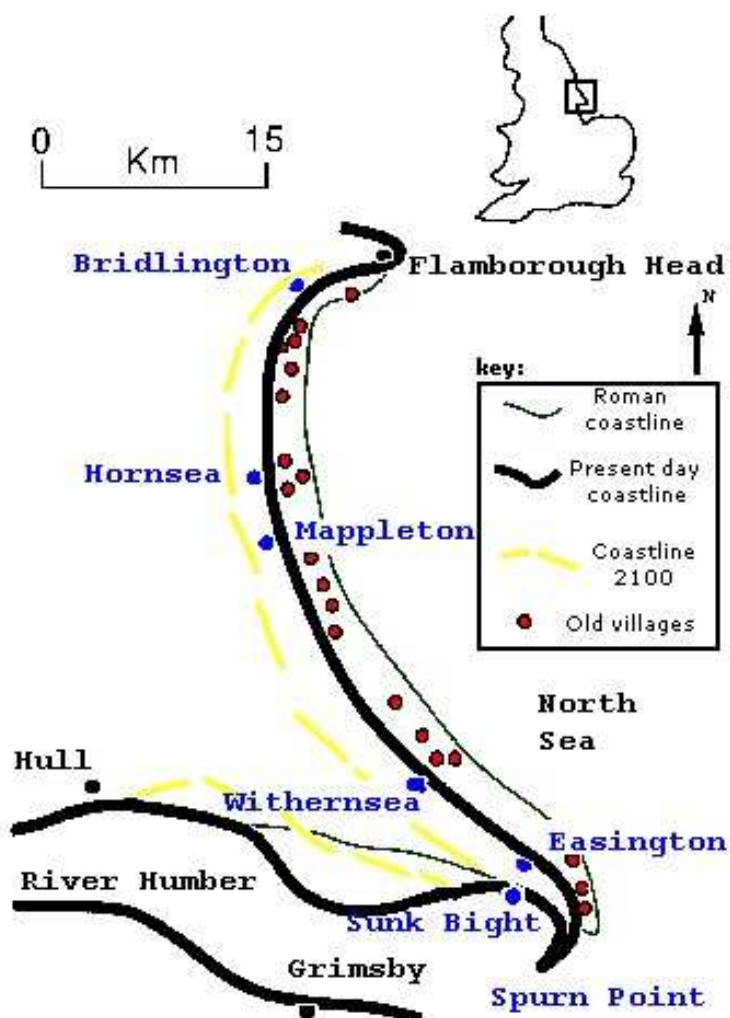 0 15
Km
Bridlington
Flamborough Head
N
key:
Roman
coastline
Present day
coastline
Coastline
2100
Old villages
Hornsea
Mappleton
North
Sea
Hull
Withernsea
Easington
River Humber
Sunk Bight
Grimsby
Spurn Point